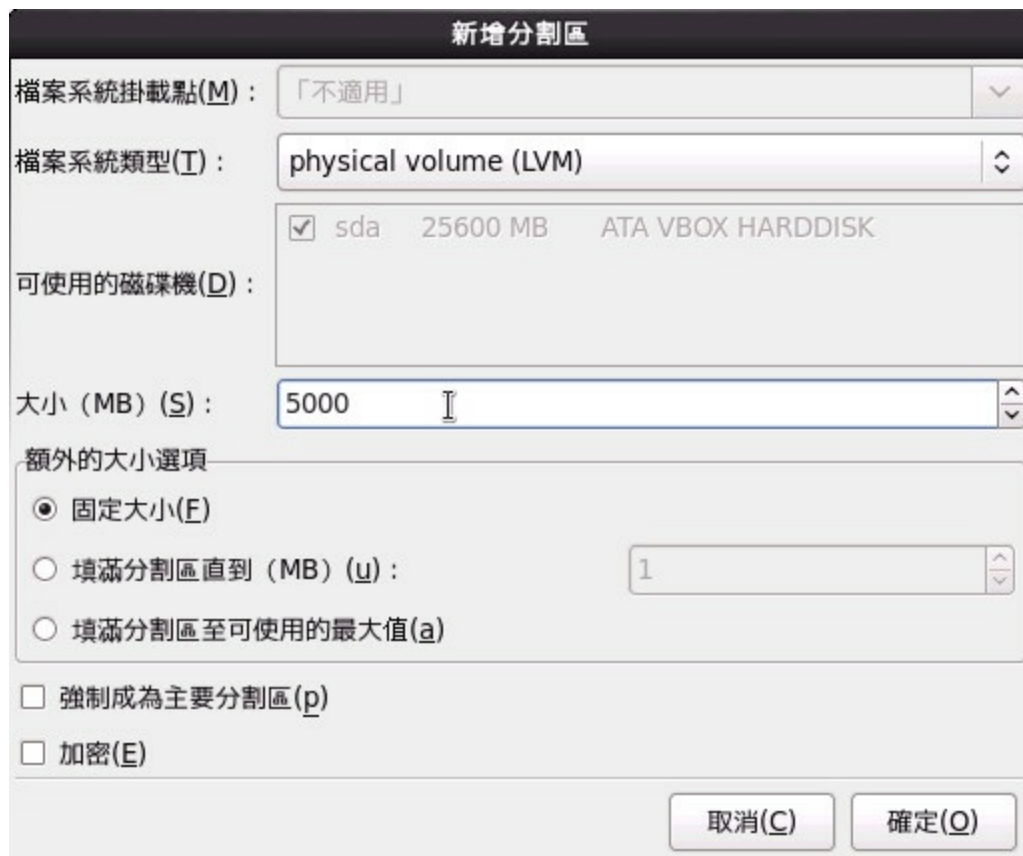 新增分割區
檔案系統掛載點(M)：
「不適用」
檔案系統類型(T)：
physical volume (LVM)
可使用的磁碟機(D)：
sda 25600 MB ATA VBOX HARDDISK
大小（MB）(S)：
5000
額外的大小選項
固定大小(F)
填滿分割區直到（MB）(u)：
1
填滿分割區至可使用的最大值(a)
強制成為主要分割區(p)
加密(E)
取消(C)
確定(O)